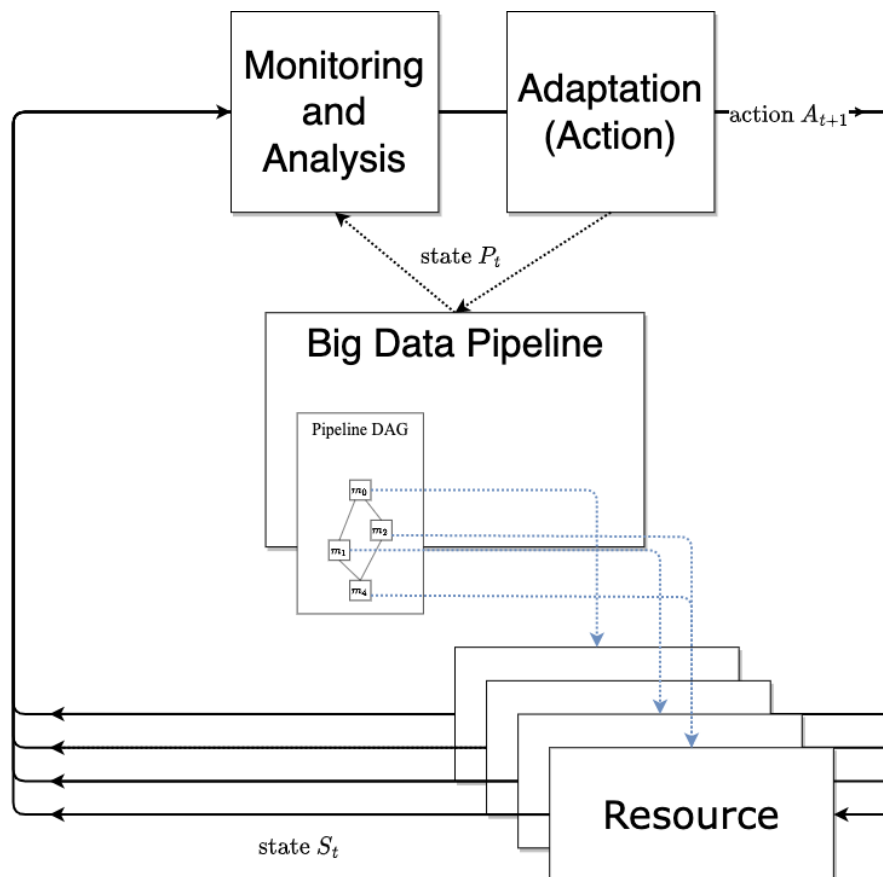 Monitoring
and
Analysis
Adaptation
(Action)
action A_{t+1}
state P_t
Big Data Pipeline
Pipeline DAG
m_0
m_2
m_1
m_4
Resource
state S_t